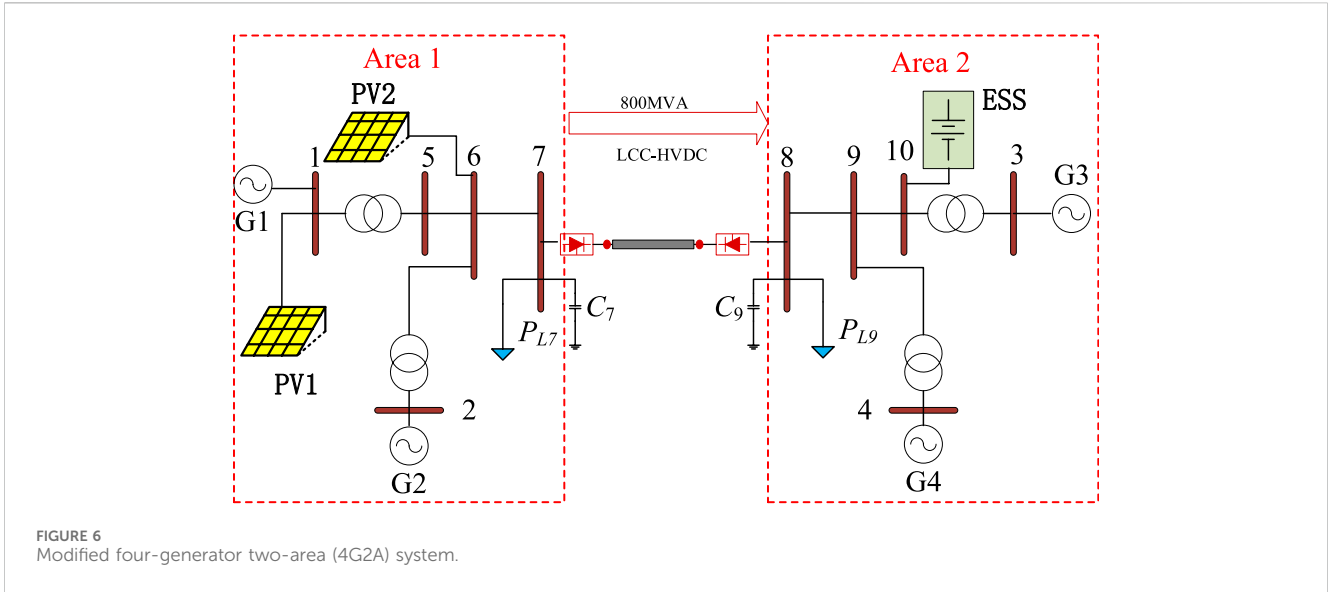 Area 1
Area 2
PV2
800MVA
ESS
LCC-HVDC
1
5
6
7
8
9
10
3
G1
G3
C7
C9
PL7
PL9
PV1
2
4
G2
G4
FIGURE 6
Modified four-generator two-area (4G2A) system.